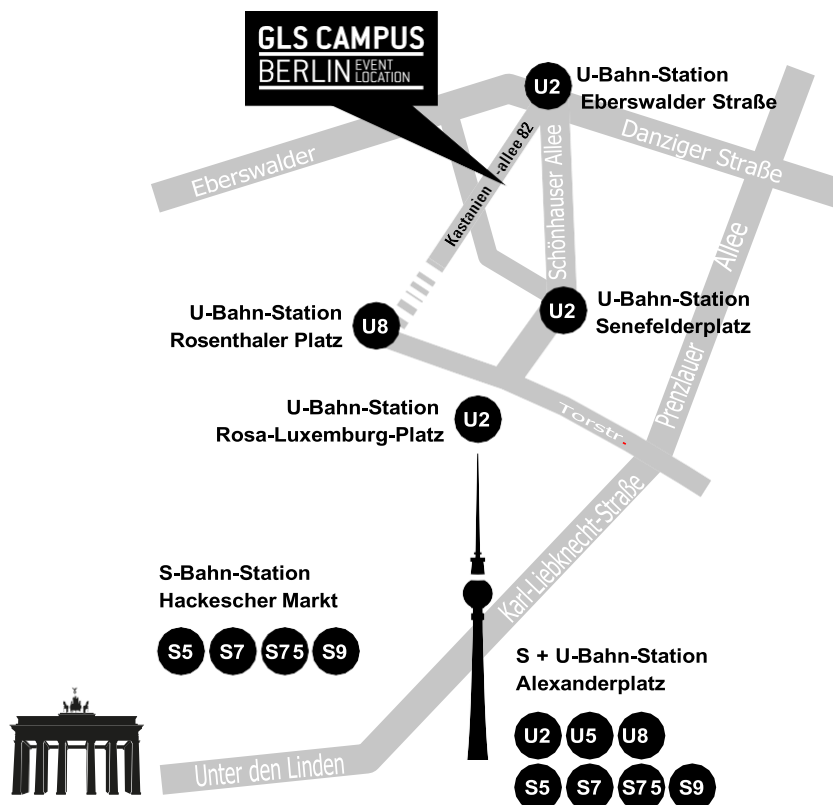 GLS CAMPUS
BERLIN EVENT
LOCATION
U2
U-Bahn-Station
Eberswalder Straße
Eberswalder
Kastanien -allee 82
Schönhauser Allee
Danziger Straße
Prenzlauer Allee
U-Bahn-Station
Rosenthaler Platz
U8
U2
U-Bahn-Station
Senefelderplatz
U-Bahn-Station
Rosa-Luxemburg-Platz
U2
Torstr.
Karl-Liebknecht-Straße
S-Bahn-Station
Hackescher Markt
S5 S7 S75 S9
S + U-Bahn-Station
Alexanderplatz
U2 U5 U8
S5 S7 S75 S9
Unter den Linden